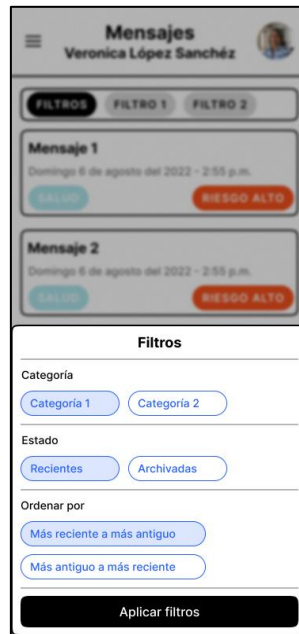 Mensajes
Veronica López Sanchéz
FILTROS FILTRO 1 FILTRO 2
Mensaje 1
Domingo 6 de agosto del 2022 - 2:55 p.m.
SALUD RIESGO ALTO
Mensaje 2
Domingo 6 de agosto del 2022 - 2:55 p.m.
SALUD RIESGO ALTO
Filtros
Categoría
Categoría 1 Categoría 2
Estado
Recientes Archivadas
Ordenar por
Más reciente a más antiguo
Más antiguo a más reciente
Aplicar filtros